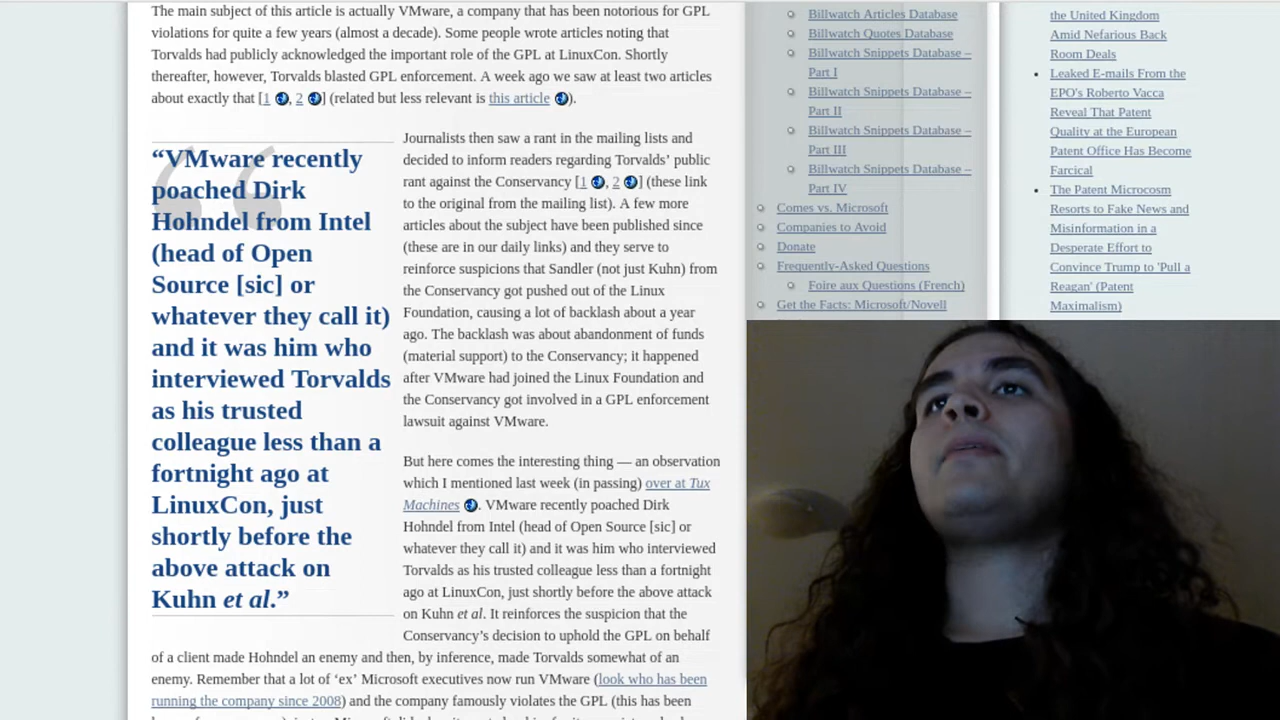 The main subject of this article is actually VMware, a company that has been notorious for GPL
violations for quite a few years (almost a decade). Some people wrote articles noting that
Torvalds had publicly acknowledged the important role of the GPL at LinuxCon. Shortly
thereafter, however, Torvalds blasted GPL enforcement. A week ago we saw at least two articles
about exactly that [1 , 2 ] (related but less relevant is this article ).
“VMware recently
poached Dirk
Hohndel from Intel
(head of Open
Source [sic] or
whatever they call it)
and it was him who
interviewed Torvalds
as his trusted
colleague less than a
fortnight ago at
LinuxCon, just
shortly before the
above attack on
Kuhn et al.”
Journalists then saw a rant in the mailing lists and
decided to inform readers regarding Torvalds’ public
rant against the Conservancy [1 , 2 ] (these link
to the original from the mailing list). A few more
articles about the subject have been published since
(these are in our daily links) and they serve to
reinforce suspicions that Sandler (not just Kuhn) from
the Conservancy got pushed out of the Linux
Foundation, causing a lot of backlash about a year
ago. The backlash was about abandonment of funds
(material support) to the Conservancy; it happened
after VMware had joined the Linux Foundation and
the Conservancy got involved in a GPL enforcement
lawsuit against VMware.
But here comes the interesting thing — an observation
which I mentioned last week (in passing) over at Tux
Machines . VMware recently poached Dirk
Hohndel from Intel (head of Open Source [sic] or
whatever they call it) and it was him who interviewed
Torvalds as his trusted colleague less than a fortnight
ago at LinuxCon, just shortly before the above attack
on Kuhn et al. It reinforces the suspicion that the
Conservancy’s decision to uphold the GPL on behalf
of a client made Hohndel an enemy and then, by inference, made Torvalds somewhat of an
enemy. Remember that a lot of ‘ex’ Microsoft executives now run VMware (look who has been
running the company since 2008) and the company famously violates the GPL (this has been
Billwatch Articles Database
Billwatch Quotes Database
Billwatch Snippets Database –
Part I
Billwatch Snippets Database –
Part II
Billwatch Snippets Database –
Part III
Billwatch Snippets Database –
Part IV
Comes vs. Microsoft
Companies to Avoid
Donate
Frequently-Asked Questions
Foire aux Questions (French)
Get the Facts: Microsoft/Novell
the United Kingdom
Amid Nefarious Back
Room Deals
Leaked E-mails From the
EPO's Roberto Vacca
Reveal That Patent
Quality at the European
Patent Office Has Become
Farcical
The Patent Microcosm
Resorts to Fake News and
Misinformation in a
Desperate Effort to
Convince Trump to 'Pull a
Reagan' (Patent
Maximalism)